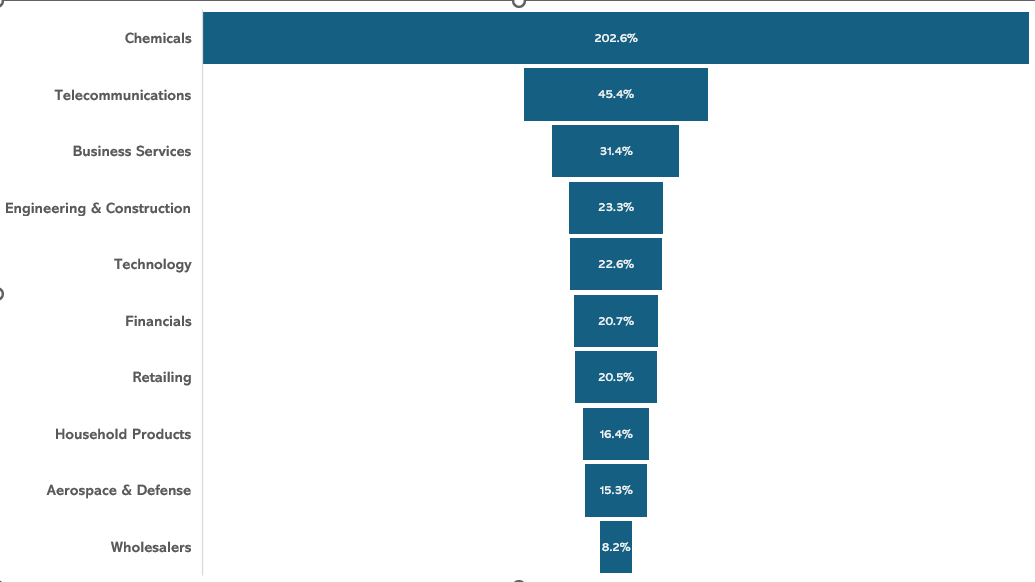 Chemicals 202.6%
Telecommunications 45.4%
Business Services 31.4%
Engineering & Construction 23.3%
Technology 22.6%
Financials 20.7%
Retailing 20.5%
Household Products 16.4%
Aerospace & Defense 15.3%
Wholesalers 8.2%